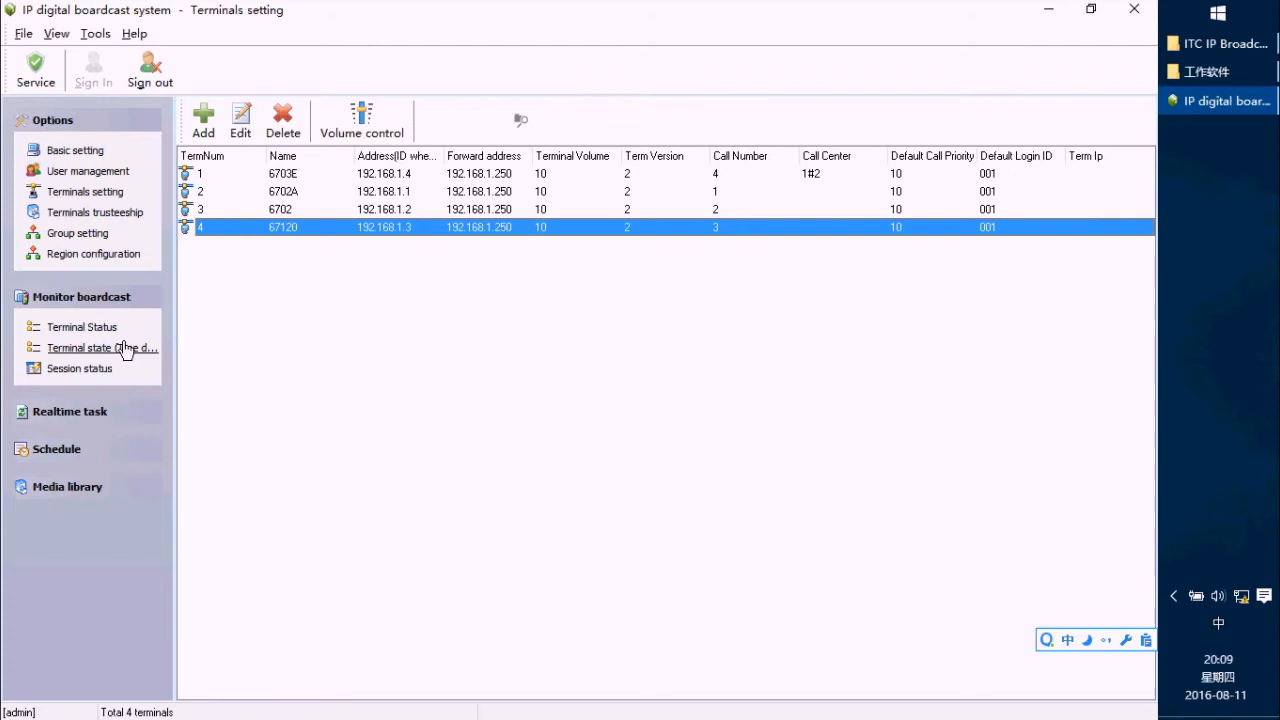 IP digital boardcast system - Terminals setting
File View Tools Help
Service Sign In Sign out
Options
Basic setting
User management
Terminals setting
Terminals trusteeship
Group setting
Region configuration
Monitor boardcast
Terminal Status
Terminal state d...
Session status
Realtime task
Schedule
Media library
Add Edit Delete Volume control
TermNum Name Address(ID whe... Forward address Terminal Volume Term Version Call Number Call Center Default Call Priority Default Login ID Term Ip
1 6703E 192.168.1.4 192.168.1.250 10 2 4 1#2 10 001
2 6702A 192.168.1.1 192.168.1.250 10 2 1 10 001
3 6702 192.168.1.2 192.168.1.250 10 2 2 10 001
4 67120 192.168.1.3 192.168.1.250 10 2 3 10 001
[admin] Total 4 terminals
ITC IP Broadc...
工作软件
IP digital boar...
中
中
20:09
星期四
2016-08-11